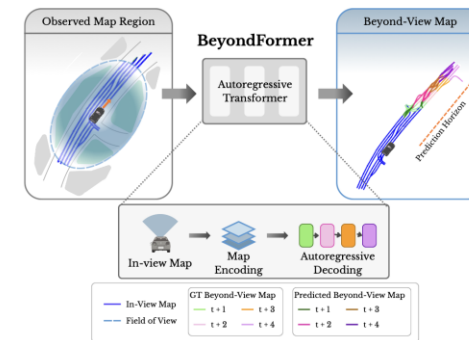 Observed Map Region
BeyondFormer
Beyond-View Map
Autoregressive
Transformer
Prediction Horizon
In-view Map
Map
Encoding
Autoregressive
Decoding
In-View Map
Field of View
GT Beyond-View Map
t + 1
t + 3
t + 2
t + 4
Predicted Beyond-View Map
t + 1
t + 3
t + 2
t + 4